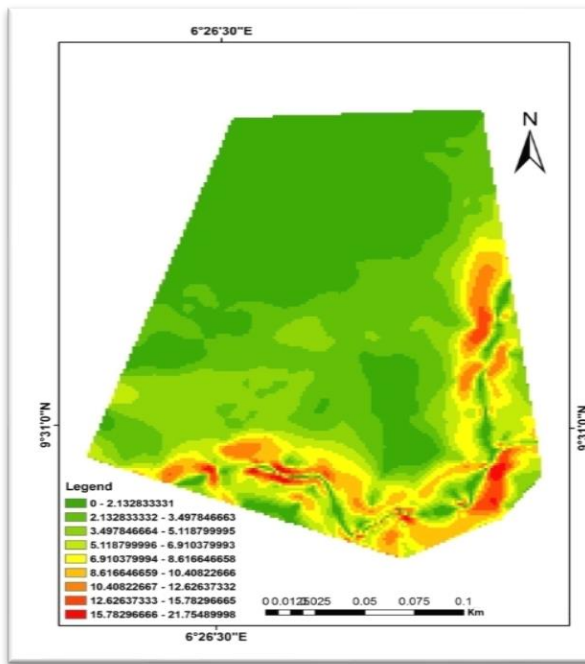 6°26'30"E
N
9°31'0"N
9°31'0"N
Legend
0 - 2.132833331
2.132833332 - 3.497846663
3.497846664 - 5.118799995
5.118799996 - 6.910379993
6.910379994 - 8.616646658
8.616646659 - 10.40822666
10.40822667 - 12.62637332
12.62637333 - 15.78296665
15.78296666 - 21.75489998
0 0.05 0.075 0.1
Km
6°26'30"E